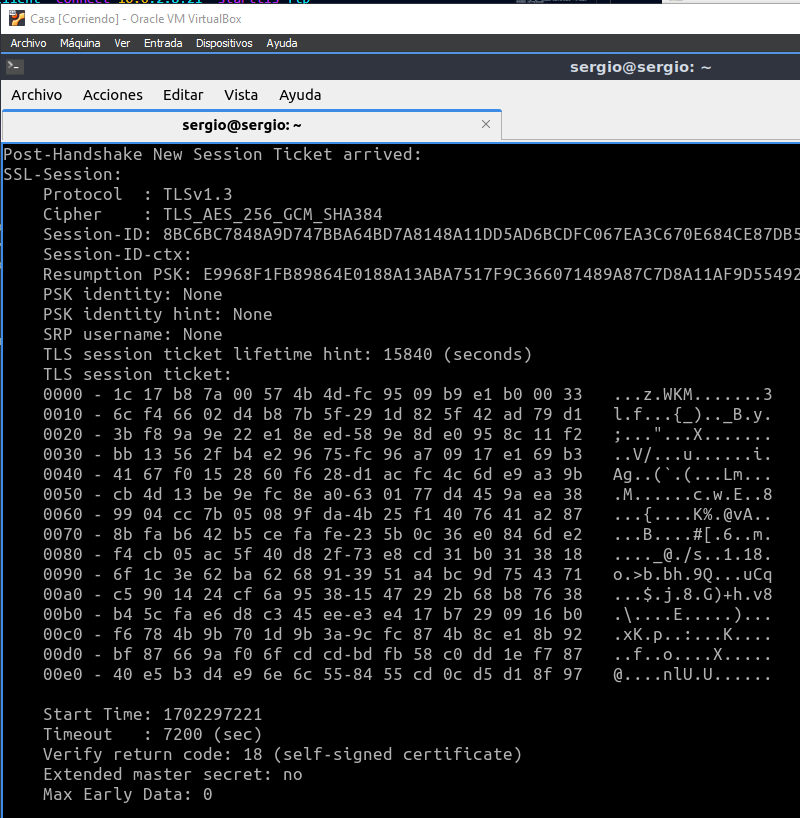 Casa [Corriendo] - Oracle VM VirtualBox
Archivo Máquina Ver Entrada Dispositivos Ayuda
sergio@sergio: ~
Archivo Acciones Editar Vista Ayuda
sergio@sergio: ~
Post-Handshake New Session Ticket arrived:
SSL-Session:
    Protocol  : TLSv1.3
    Cipher    : TLS_AES_256_GCM_SHA384
    Session-ID: 8BC6BC7848A9D747BBA64BD7A8148A11DD5AD6BCDFC067EA3C670E684CE87DB5
    Session-ID-ctx:
    Resumption PSK: E9968F1FB89864E0188A13ABA7517F9C366071489A87C7D8A11AF9D55492
    PSK identity: None
    PSK identity hint: None
    SRP username: None
    TLS session ticket lifetime hint: 15840 (seconds)
    TLS session ticket:
    0000 - 1c 17 b8 7a 00 57 4b 4d-fc 95 09 b9 e1 b0 00 33   ...z.WKM.......3
    0010 - 6c f4 66 02 d4 b8 7b 5f-29 1d 82 5f 42 ad 79 d1   l.f...{_).._B.y.
    0020 - 3b f8 9a 9e 22 e1 8e ed-58 9e 8d e0 95 8c 11 f2   ;..."...X.......
    0030 - bb 13 56 2f b4 e2 96 75-fc 96 a7 09 17 e1 69 b3   ..V/...u......i.
    0040 - 41 67 f0 15 28 60 f6 28-d1 ac fc 4c 6d e9 a3 9b   Ag..(`.(...Lm...
    0050 - cb 4d 13 be 9e fc 8e a0-63 01 77 d4 45 9a ea 38   .M......c.w.E..8
    0060 - 99 04 cc 7b 05 08 9f da-4b 25 f1 40 76 41 a2 87   ...{....K%.@vA..
    0070 - 8b fa b6 42 b5 ce fa fe-23 5b 0c 36 e0 84 6d e2   ...B....#[.6..m.
    0080 - f4 cb 05 ac 5f 40 d8 2f-73 e8 cd 31 b0 31 38 18   ...._@./s..1.18.
    0090 - 6f 1c 3e 62 ba 62 68 91-39 51 a4 bc 9d 75 43 71   o.>b.bh.9Q...uCq
    00a0 - c5 90 14 24 cf 6a 95 38-15 47 29 2b 68 b8 76 38   ...$.j.8.G)+h.v8
    00b0 - b4 5c fa e6 d8 c3 45 ee-e3 e4 17 b7 29 09 16 b0   .\....E.....)...
    00c0 - f6 78 4b 9b 70 1d 9b 3a-9c fc 87 4b 8c e1 8b 92   .xK.p..:...K....
    00d0 - bf 87 66 9a f0 6f cd cd-bd fb 58 c0 dd 1e f7 87   ..f..o....X.....
    00e0 - 40 e5 b3 d4 e9 6e 6c 55-84 55 cd 0c d5 d1 8f 97   @....nlU.U......
    Start Time: 1702297221
    Timeout   : 7200 (sec)
    Verify return code: 18 (self-signed certificate)
    Extended master secret: no
    Max Early Data: 0